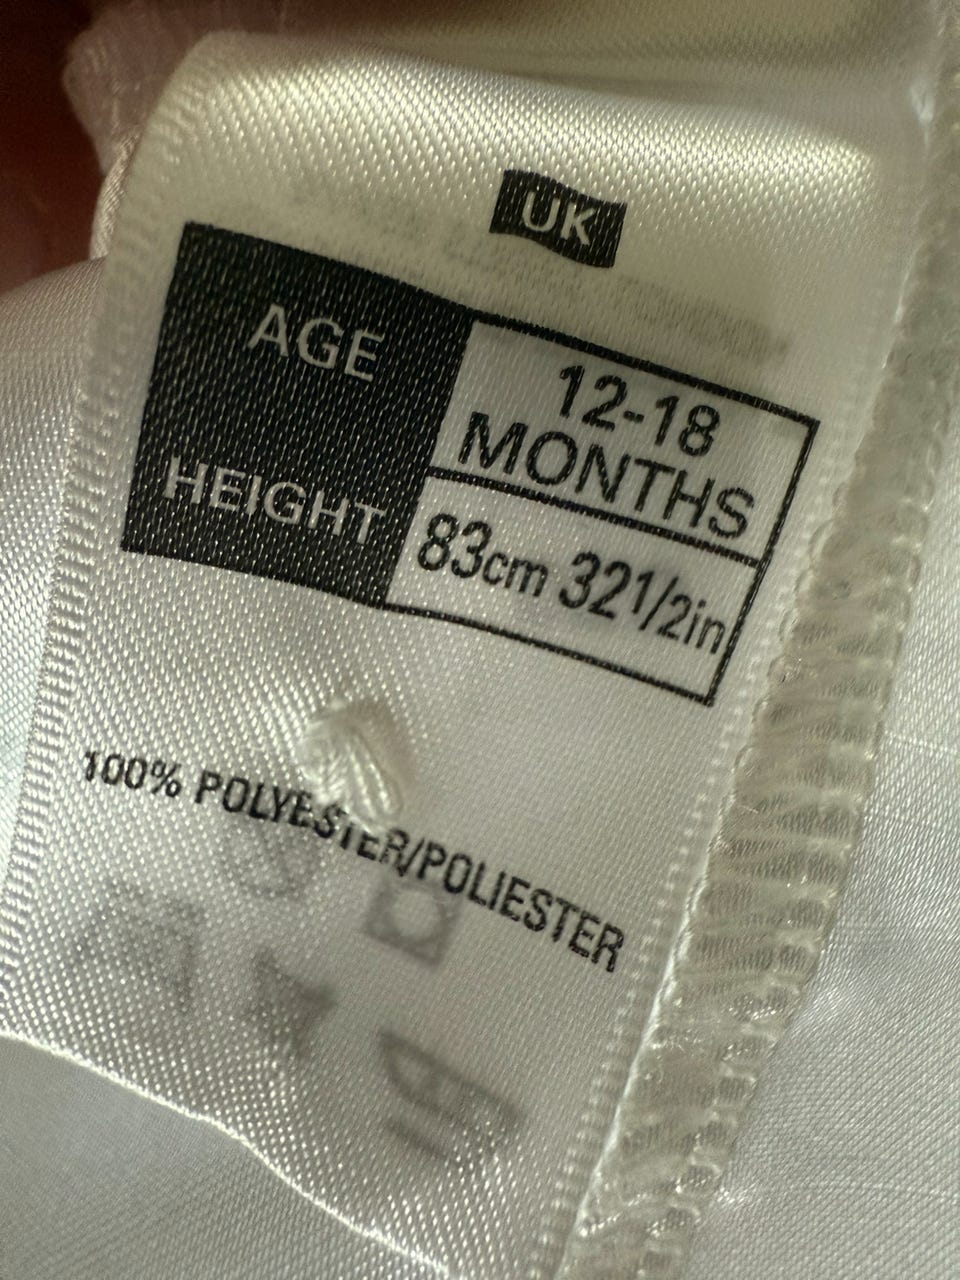 UK
AGE
12-18
MONTHS
HEIGHT
83cm 321/2in
100% POLYESTER/POLIESTER